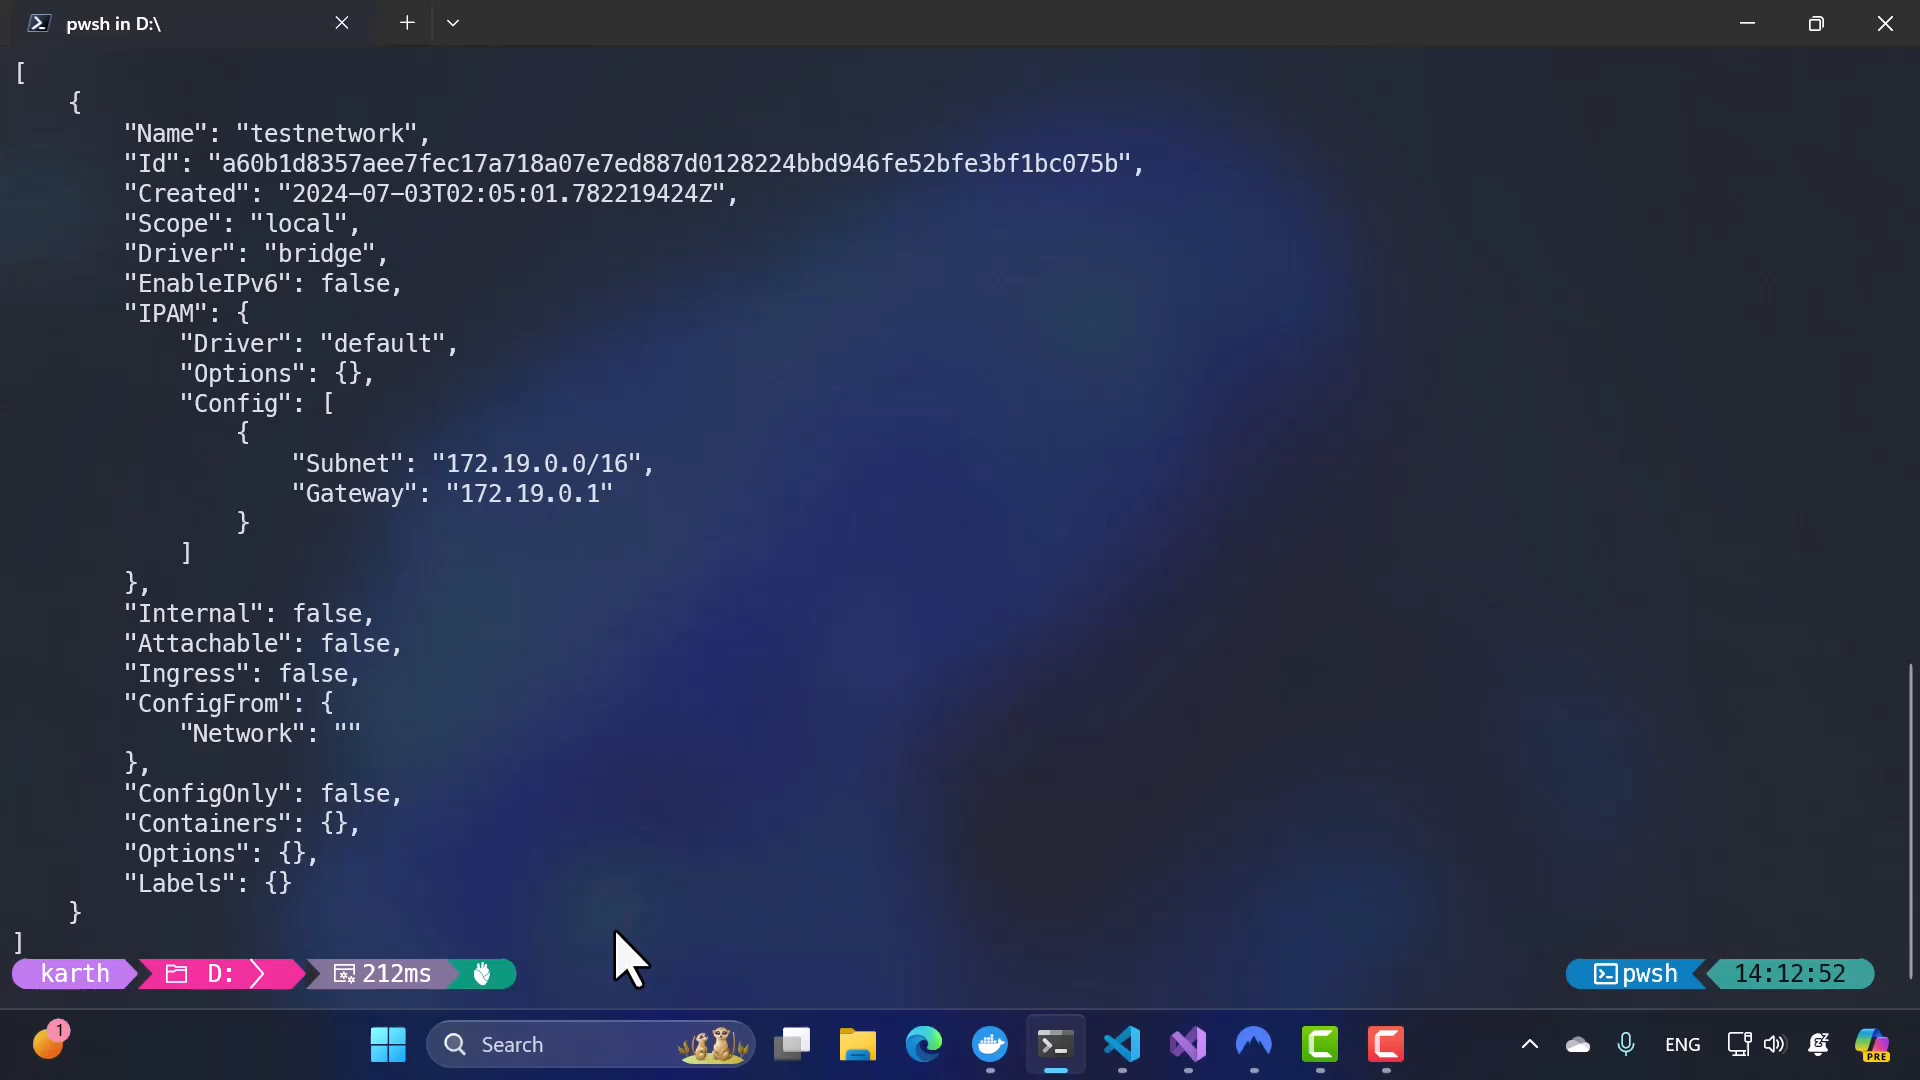 pwsh in D:\
[
    {
        "Name": "testnetwork",
        "Id": "a60b1d8357aee7fec17a718a07e7ed887d0128224bbd946fe52bfe3bf1bc075b",
        "Created": "2024-07-03T02:05:01.782219424Z",
        "Scope": "local",
        "Driver": "bridge",
        "EnableIPv6": false,
        "IPAM": {
            "Driver": "default",
            "Options": {},
            "Config": [
                {
                    "Subnet": "172.19.0.0/16",
                    "Gateway": "172.19.0.1"
                }
            ]
        },
        "Internal": false,
        "Attachable": false,
        "Ingress": false,
        "ConfigFrom": {
            "Network": ""
        },
        "ConfigOnly": false,
        "Containers": {},
        "Options": {},
        "Labels": {}
    }
]
karth D: 212ms pwsh 14:12:52
1 Search ENG PRE